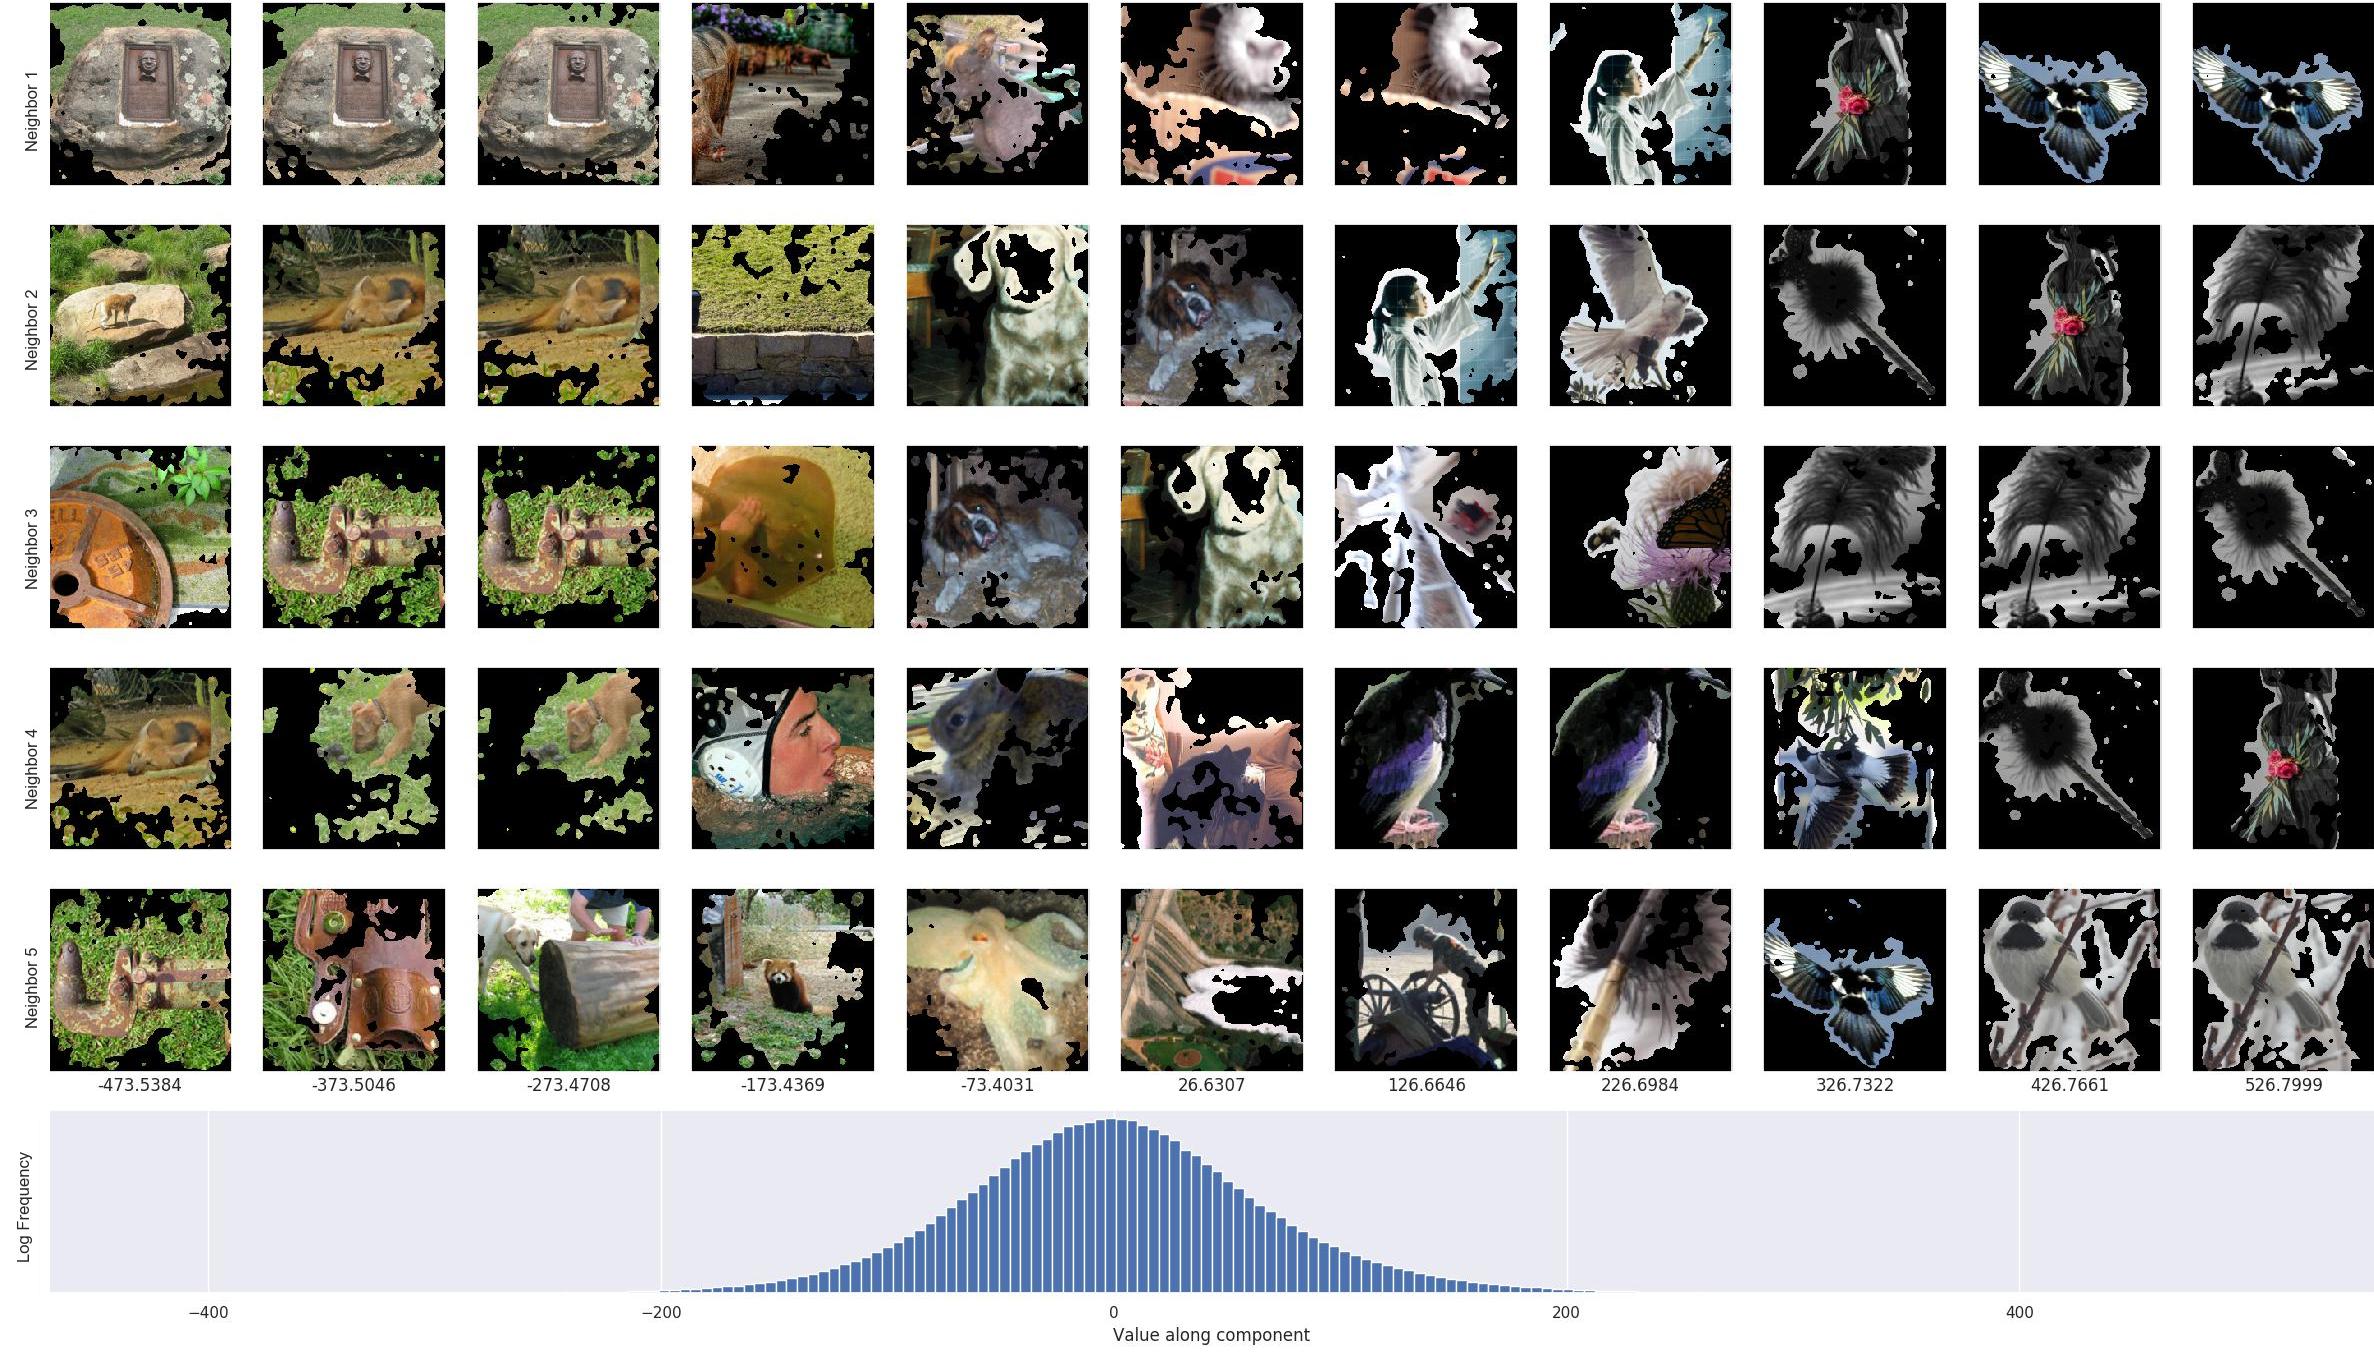 Neighbor 1
Neighbor 2
Neighbor 3
Neighbor 4
Neighbor 5
-473.5384 -373.5046 -273.4708 -173.4369 -73.4031 26.6307 126.6646 226.6984 326.7322 426.7661 526.7999
Log Frequency
−400 −200 0 200 400
Value along component